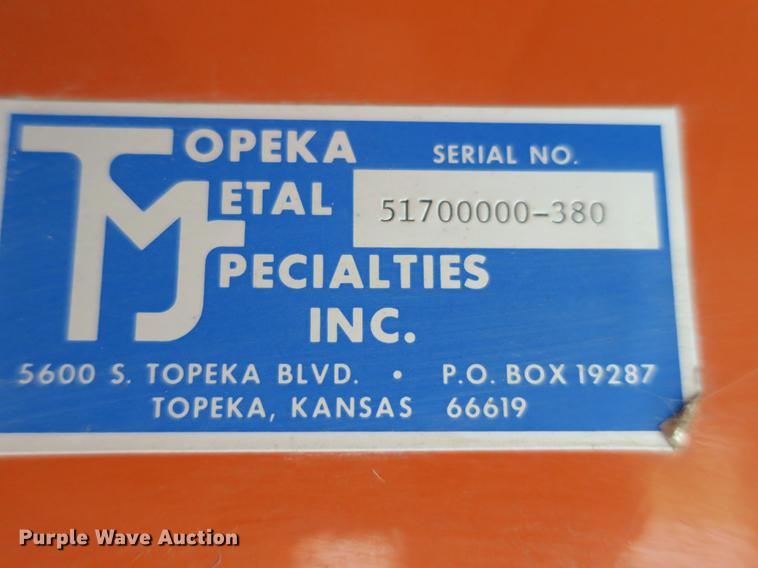 TOPEKA
METAL
SPECIALTIES
INC.
SERIAL NO.
51700000-380
5600 S. TOPEKA BLVD. • P.O. BOX 19287
TOPEKA, KANSAS 66619
Purple Wave Auction